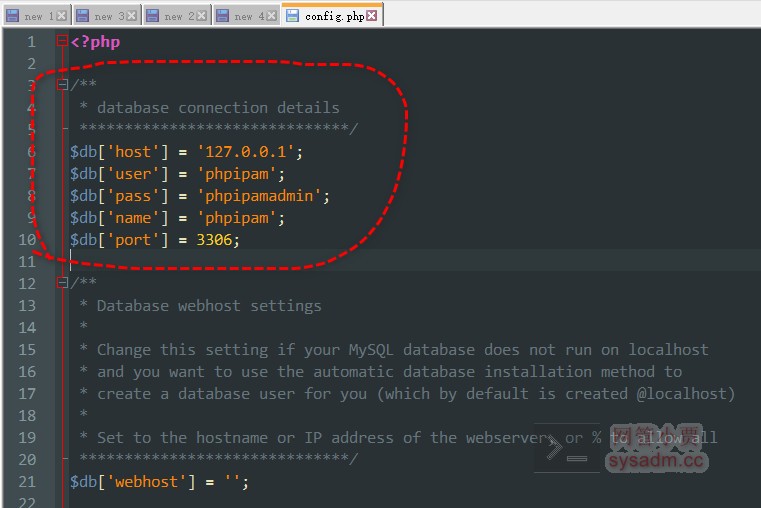 new 1 new 3 new 2 new 4 config.php
1 <?php
2
3 /**
4 * database connection details
5 ******************************/
6 $db['host'] = '127.0.0.1';
7 $db['user'] = 'phpipam';
8 $db['pass'] = 'phpipamadmin';
9 $db['name'] = 'phpipam';
10 $db['port'] = 3306;
11
12 /**
13 * Database webhost settings
14 *
15 * Change this setting if your MySQL database does not run on localhost
16 * and you want to use the automatic database installation method to
17 * create a database user for you (which by default is created @localhost)
18 *
19 * Set to the hostname or IP address of the webserver, or % to allow all
20 ******************************/
21 $db['webhost'] = '';
22
sysadm.cc